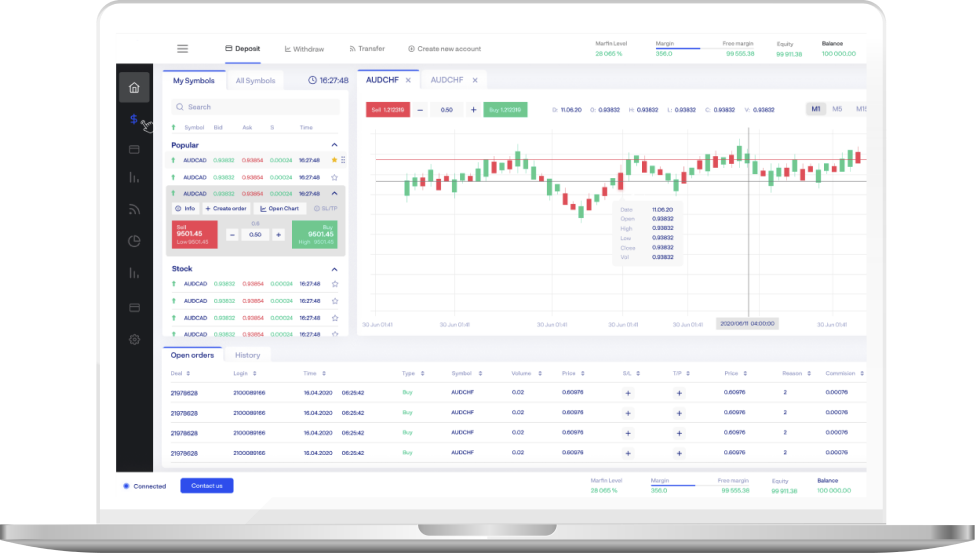 Deposit Withdraw Transfer Create new account
Marfin Level Margin Free margin Equity Balance
28 065 % 356.0 99 555.38 99 911.38 100 000.00
My Symbols All Symbols 16:27:48
AUDCHF × AUDCHF ×
Search
Sell 1,212319 − 0.50 + Buy 1,212319 O: 11.06.20 O: 0.93832 H: 0.93832 L: 0.93832 C: 0.93832 V: 0.93832 M1 M5
Symbol Bid Ask S Time
Popular
AUDCAD 0.93832 0.93854 0.00024 16:27:48
AUDCAD 0.93832 0.93854 0.00024 16:27:48
AUDCAD 0.93832 0.93854 0.00024 16:27:48
Info + Create order Open Chart SL/TP
Sell 9501.45 Low 9501.45
0.8
− 0.50 +
Buy 9501.45 High 9501.45
Stock
AUDCAD 0.93832 0.93854 0.00024 16:27:48
AUDCAD 0.93832 0.93854 0.00024 16:27:48
AUDCAD 0.93832 0.93854 0.00024 16:27:48
AUDCAD 0.93832 0.93854 0.00024 16:27:48
Date 11.06.20
Open 0.93832
High 0.93832
Low 0.93832
Close 0.93832
Vol 0.93832
30 Jun 01:41 30 Jun 01:41 30 Jun 01:41 30 Jun 01:41 30 Jun 01:41 2020/06/11 04:00:00 30 Jun 01:41
Open orders History
Deal Login Time Type Symbol Volume Price S/L T/P Price Reason Commision
21978628 2100089166 16.04.2020 06:25:42 Buy AUDCHF 0.02 0.60976 + + 0.60976 2 0.00076
21978628 2100089166 16.04.2020 06:25:42 Buy AUDCHF 0.02 0.60976 + + 0.60976 2 0.00076
21978628 2100089166 16.04.2020 06:25:42 Buy AUDCHF 0.02 0.60976 + + 0.60976 2 0.00076
21978628 2100089166 16.04.2020 06:25:42 Buy AUDCHF 0.02 0.60976 + + 0.60976 2 0.00076
Connected Contact us
Marfin Level Margin Free margin Equity Balance
28 065 % 356.0 99 555.38 99 911.38 100 000.00